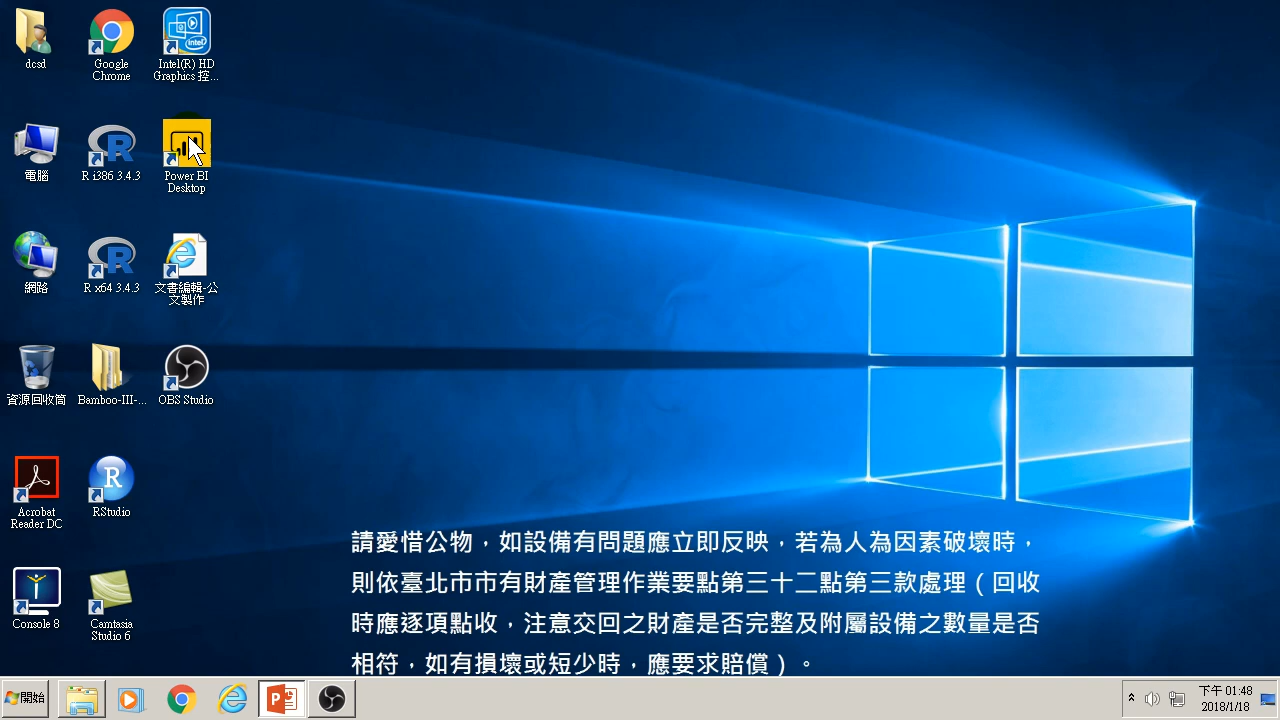 dcsd
Google
Chrome
Intel(R) HD
Graphics 控...
電腦
R i386 3.4.3
Power BI
Desktop
網路
R x64 3.4.3
文書編輯-公
文製作
資源回收筒
Bamboo-III-...
OBS Studio
Acrobat
Reader DC
RStudio
Console 8
Camtasia
Studio 6
請愛惜公物，如設備有問題應立即反映，若為人為因素破壞時，
則依臺北市市有財產管理作業要點第三十二點第三款處理（回收
時應逐項點收，注意交回之財產是否完整及附屬設備之數量是否
相符，如有損壞或短少時，應要求賠償）。
開始
下午 01:48
2018/1/18